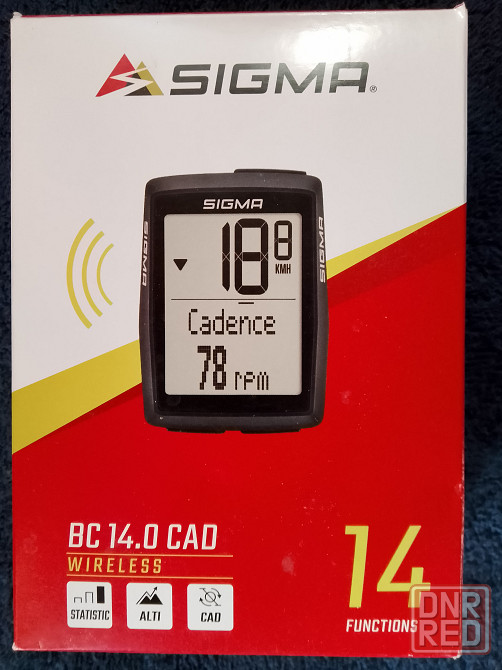 SIGMA®
SIGMA
SIGMA
SIGMA
18 8
KMH
Cadence
78 rpm
BC 14.0 CAD
WIRELESS
STATISTIC
ALTI
CAD
14
FUNCTIONS
DNR
RED